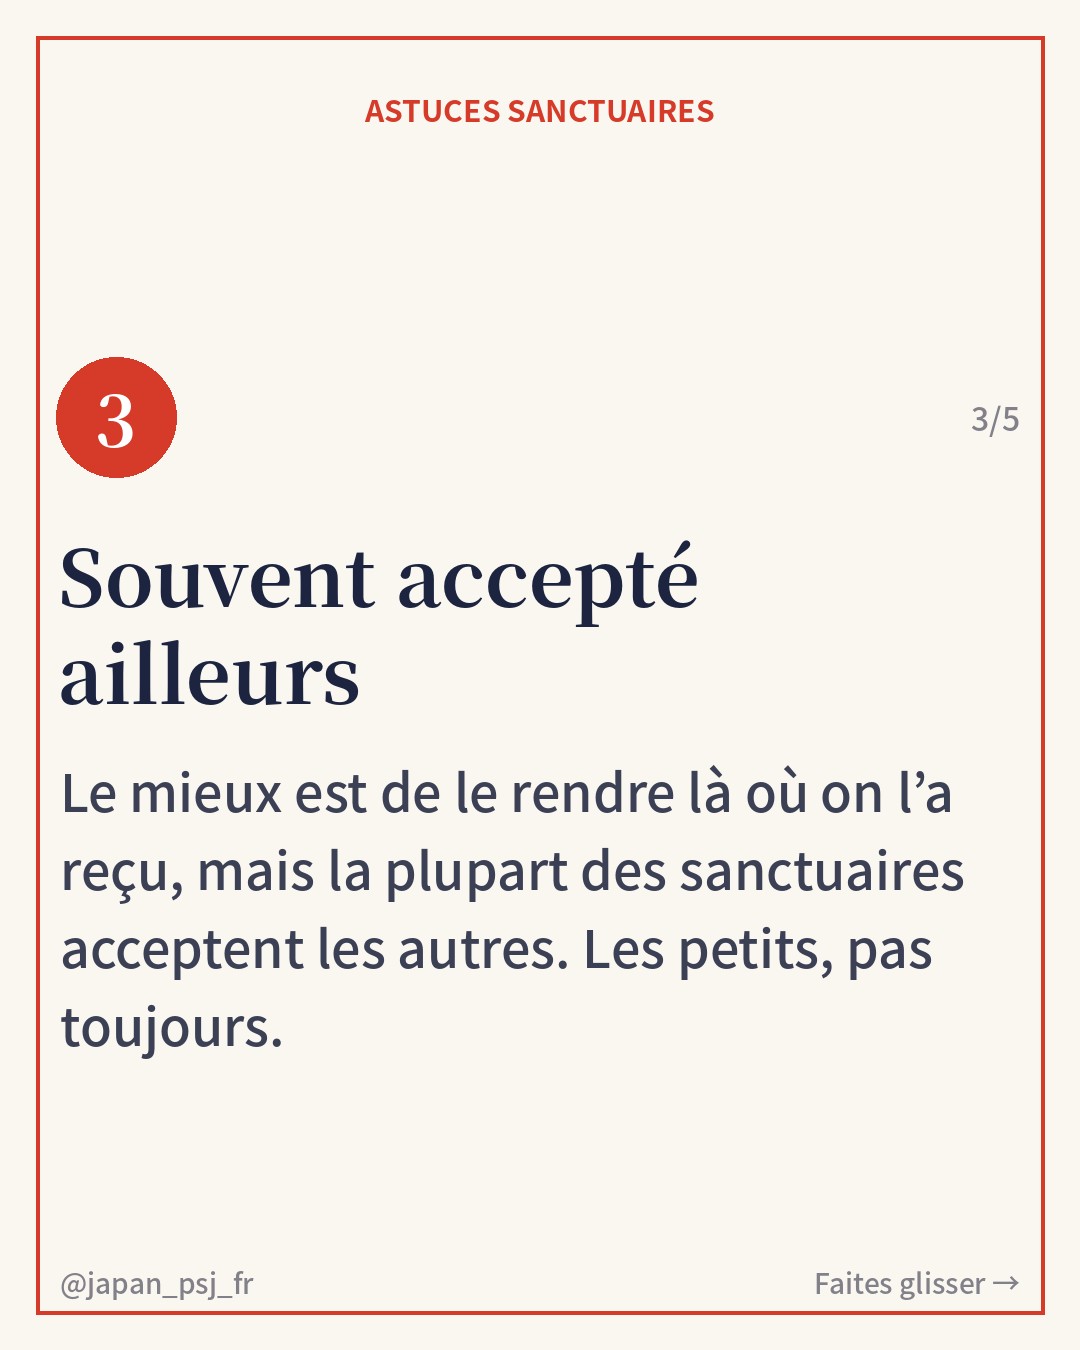 ASTUCES SANCTUAIRES
3
3/5
Souvent accepté
ailleurs
Le mieux est de le rendre là où on l’a
reçu, mais la plupart des sanctuaires
acceptent les autres. Les petits, pas
toujours.
@japan_psj_fr
Faites glisser →